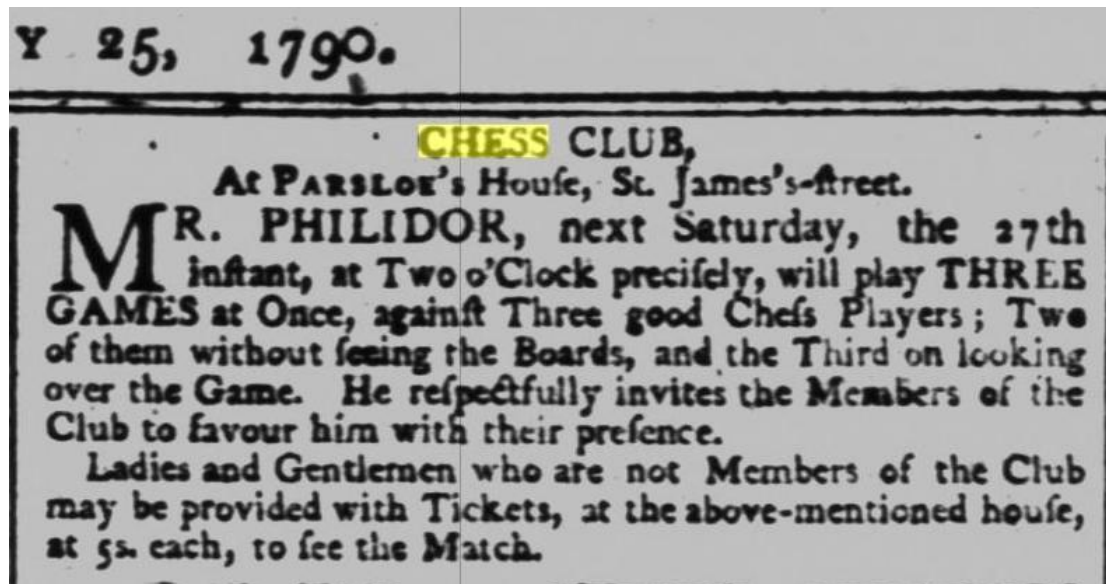 Y 25, 1790.
CHESS CLUB,
At PARSLOE's Houſe, St. James's-ſtreet.
MR. PHILIDOR, next Saturday, the 27th
inſtant, at Two o'Clock preciſely, will play THREE
GAMES at Once, againſt Three good Cheſs Players; Two
of them without ſeeing the Boards, and the Third on looking
over the Game. He reſpectfully invites the Members of the
Club to favour him with their preſence.
Ladies and Gentlemen who are not Members of the Club
may be provided with Tickets, at the above-mentioned houſe,
at 5s. each, to ſee the Match.